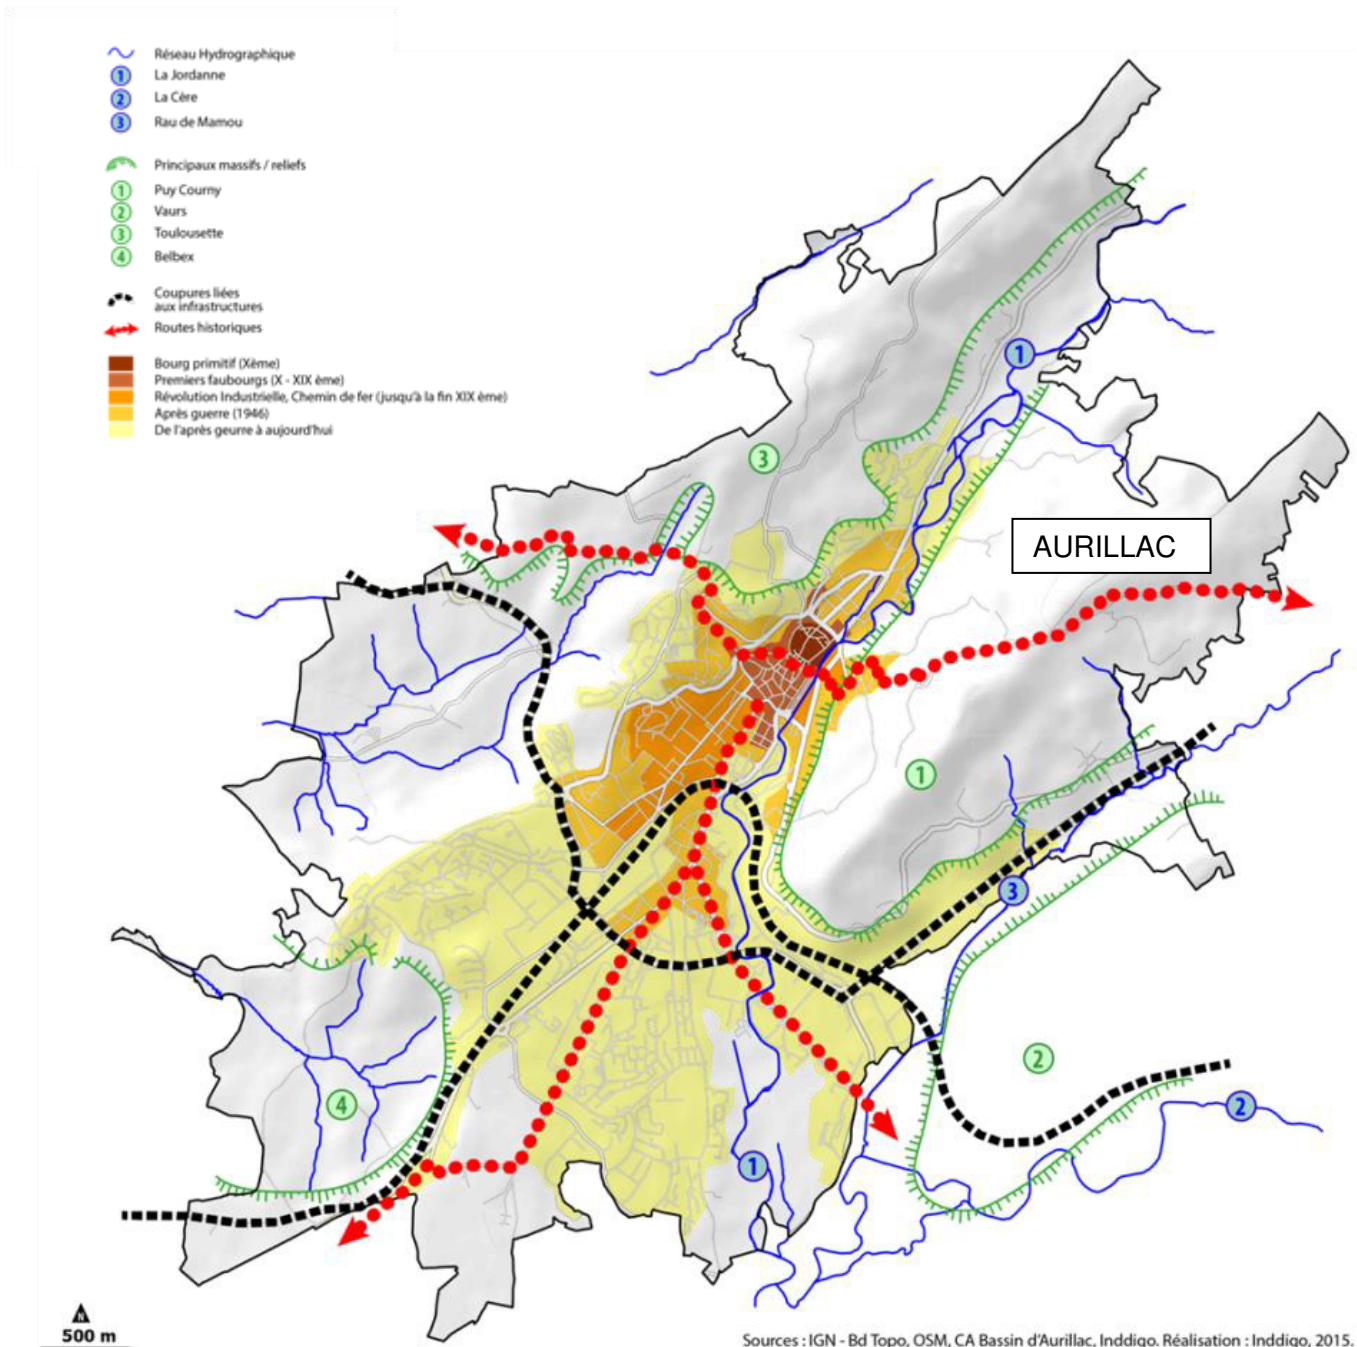 Réseau Hydrographique
1 La Jordanne
2 La Cère
3 Rau de Mamou
Principaux massifs / reliefs
1 Puy Courny
2 Vaurs
3 Toulousette
4 Belbex
Coupures liées
aux infrastructures
Routes historiques
Bourg primitif (Xème)
Premiers faubourgs (X - XIX ème)
Révolution Industrielle, Chemin de fer (jusqu'à la fin XIX ème)
Après guerre (1946)
De l'après geurre à aujourd'hui
1
3
AURILLAC
1
3
2
4
2
1
N
500 m
Sources : IGN - Bd Topo, OSM, CA Bassin d'Aurillac, Inddigo. Réalisation : Inddigo, 2015.